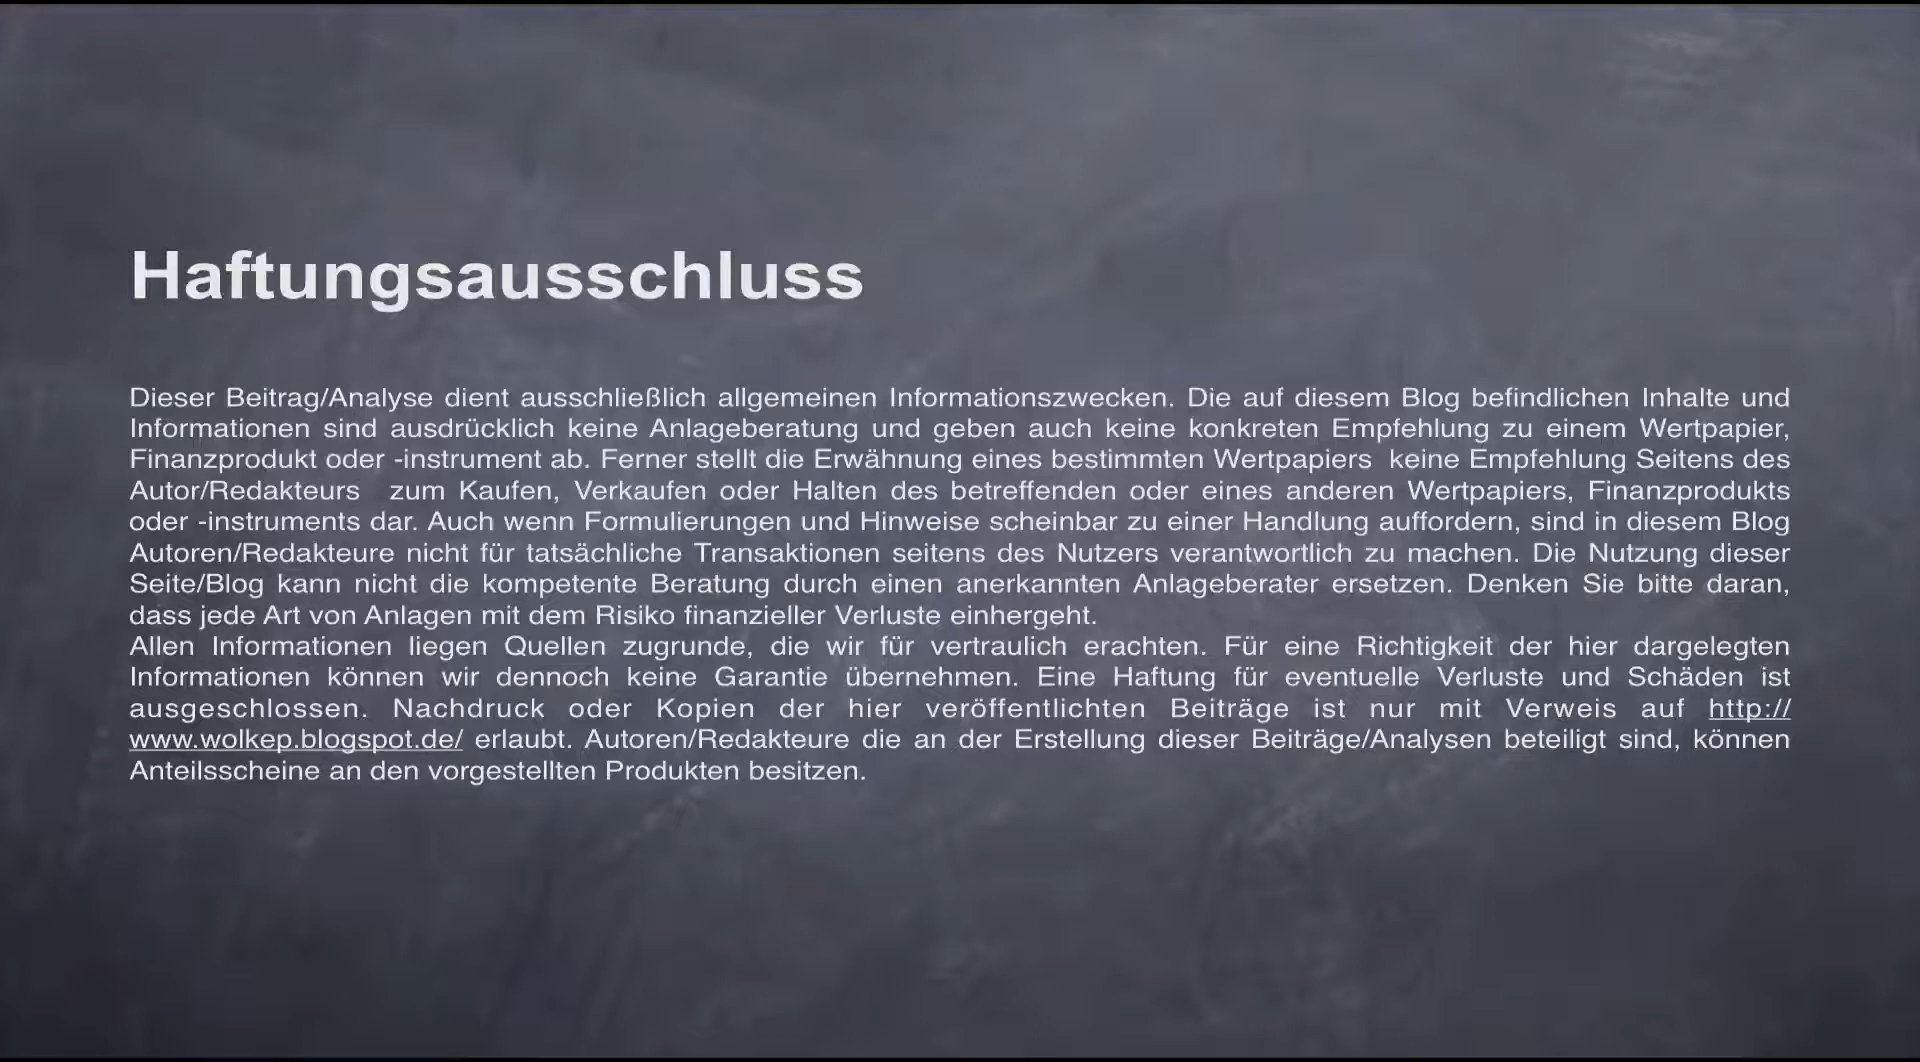 Haftungsausschluss
Dieser Beitrag/Analyse dient ausschließlich allgemeinen Informationszwecken. Die auf diesem Blog befindlichen Inhalte und
Informationen sind ausdrücklich keine Anlageberatung und geben auch keine konkreten Empfehlung zu einem Wertpapier,
Finanzprodukt oder -instrument ab. Ferner stellt die Erwähnung eines bestimmten Wertpapiers  keine Empfehlung Seitens des
Autor/Redakteurs  zum Kaufen, Verkaufen oder Halten des betreffenden oder eines anderen Wertpapiers, Finanzprodukts
oder -instruments dar. Auch wenn Formulierungen und Hinweise scheinbar zu einer Handlung auffordern, sind in diesem Blog
Autoren/Redakteure nicht für tatsächliche Transaktionen seitens des Nutzers verantwortlich zu machen. Die Nutzung dieser
Seite/Blog kann nicht die kompetente Beratung durch einen anerkannten Anlageberater ersetzen. Denken Sie bitte daran,
dass jede Art von Anlagen mit dem Risiko finanzieller Verluste einhergeht.
Allen Informationen liegen Quellen zugrunde, die wir für vertraulich erachten. Für eine Richtigkeit der hier dargelegten
Informationen können wir dennoch keine Garantie übernehmen. Eine Haftung für eventuelle Verluste und Schäden ist
ausgeschlossen. Nachdruck oder Kopien der hier veröffentlichten Beiträge ist nur mit Verweis auf http://
www.wolkep.blogspot.de/ erlaubt. Autoren/Redakteure die an der Erstellung dieser Beiträge/Analysen beteiligt sind, können
Anteilsscheine an den vorgestellten Produkten besitzen.